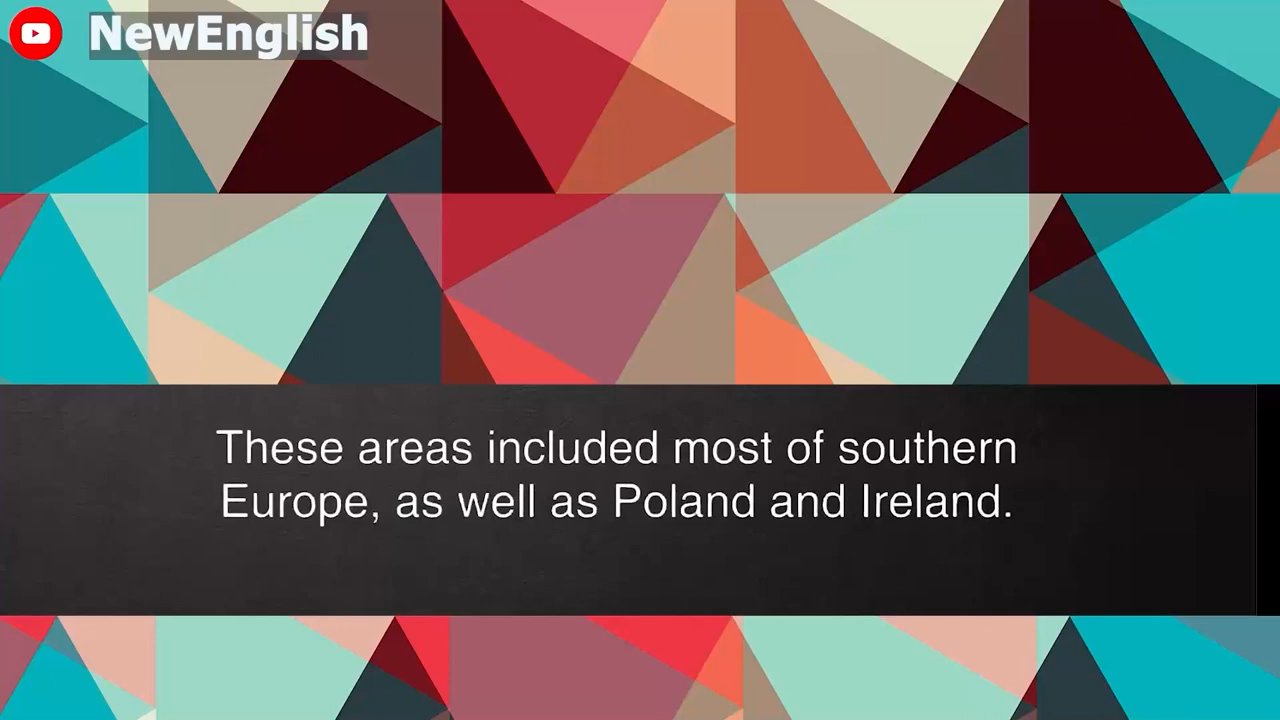 NewEnglish
These areas included most of southern
Europe, as well as Poland and Ireland.